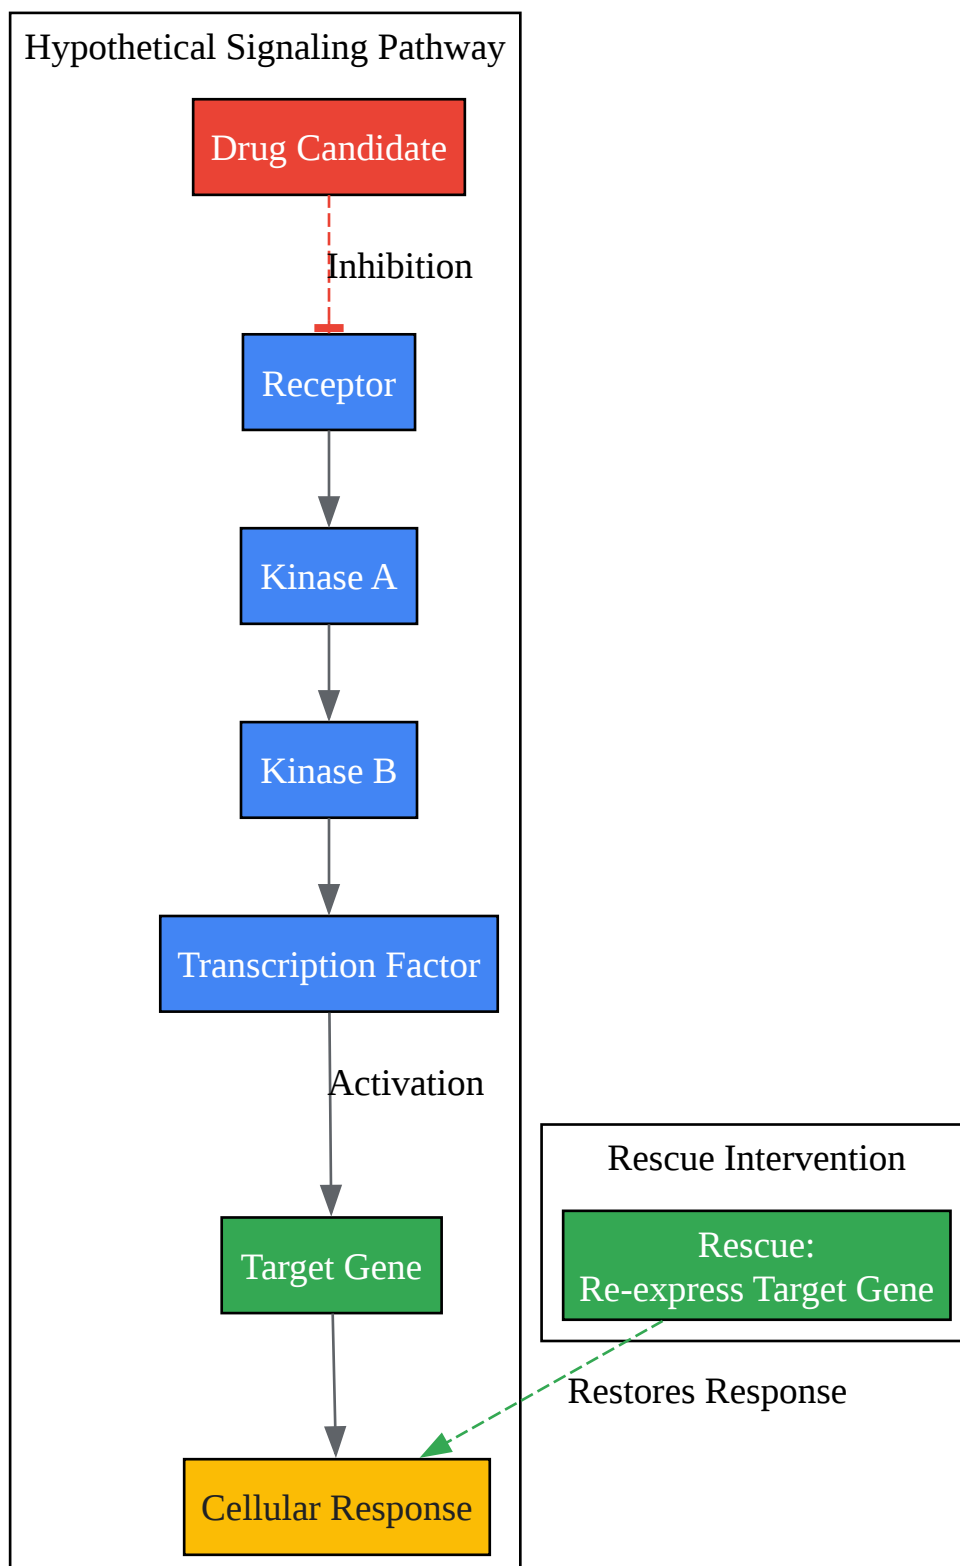 Hypothetical Signaling Pathway
Drug Candidate
Inhibition
Receptor
Kinase A
Kinase B
Transcription Factor
Activation
Rescue Intervention
Rescue:
Re-express Target Gene
Target Gene
Restores Response
Cellular Response